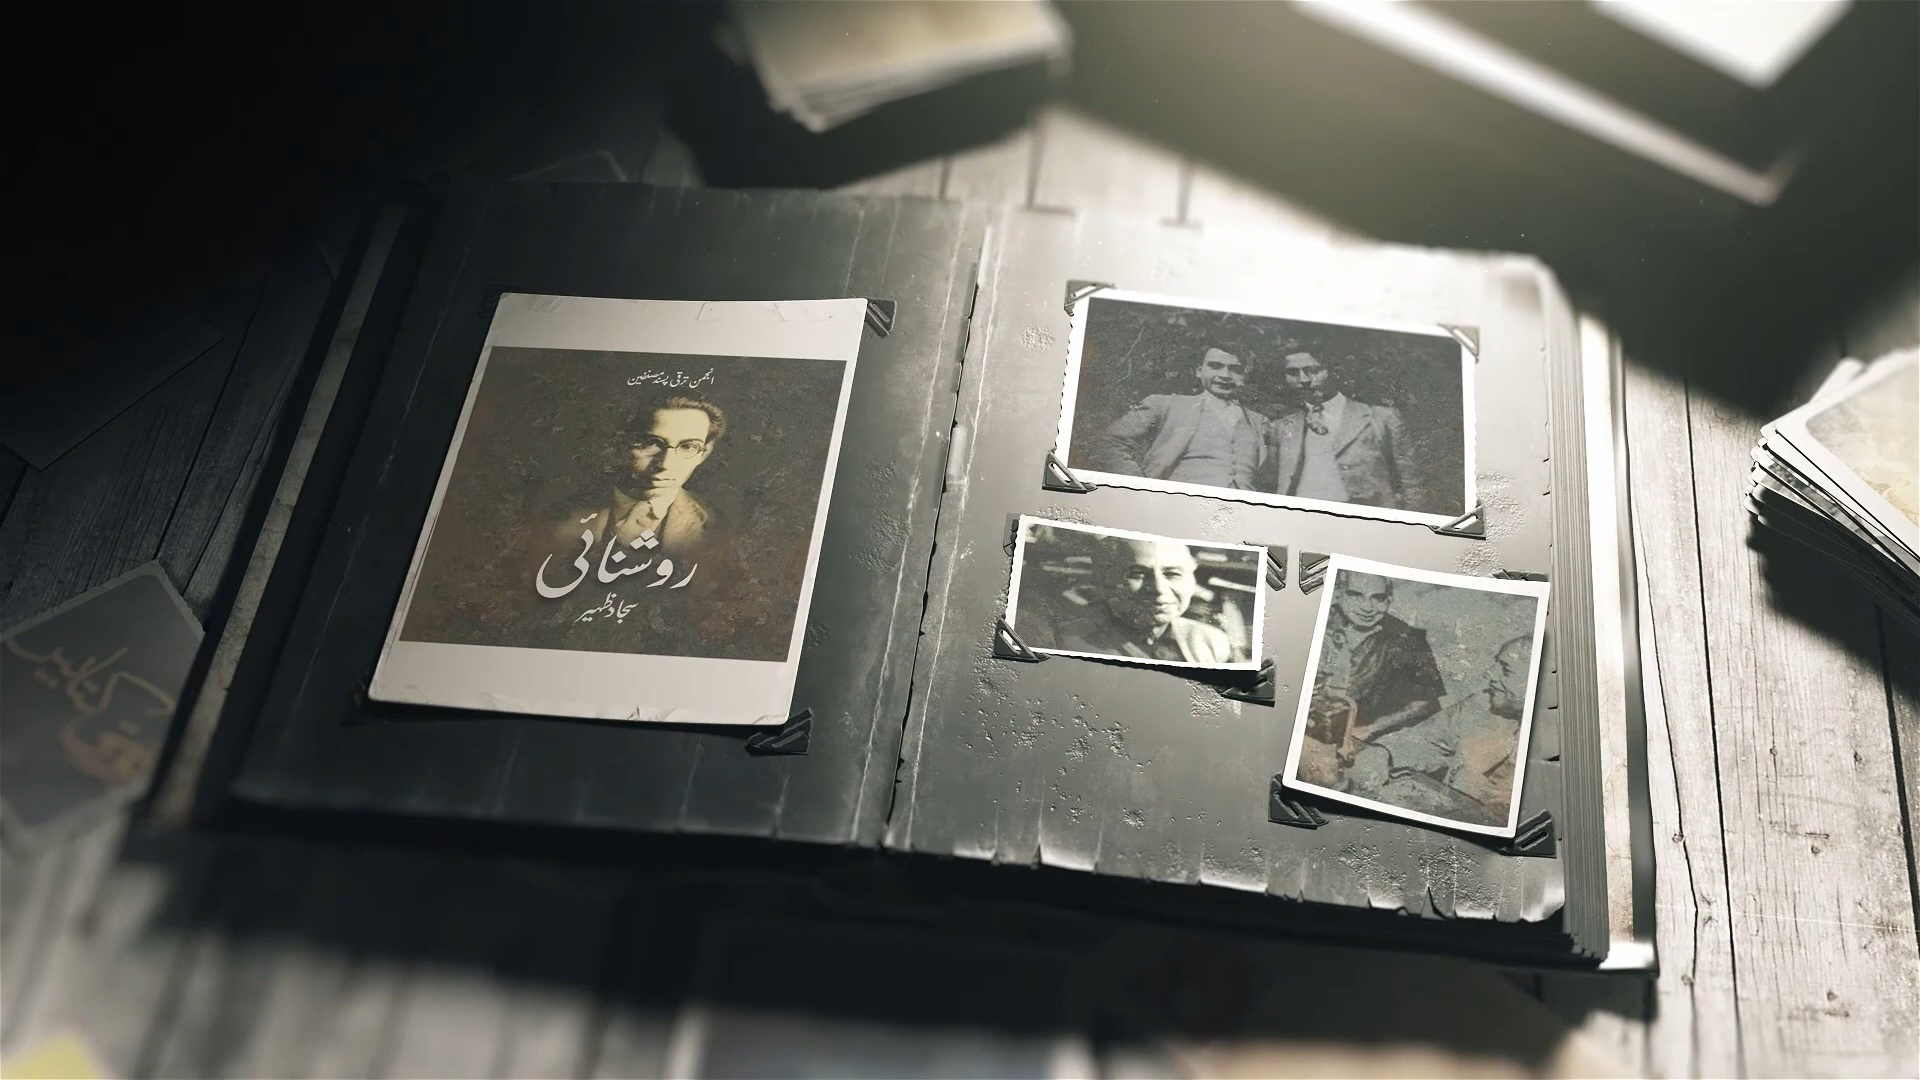 انجمن ترقی پسند مصنفین
روشنائی
سجاد ظہیر